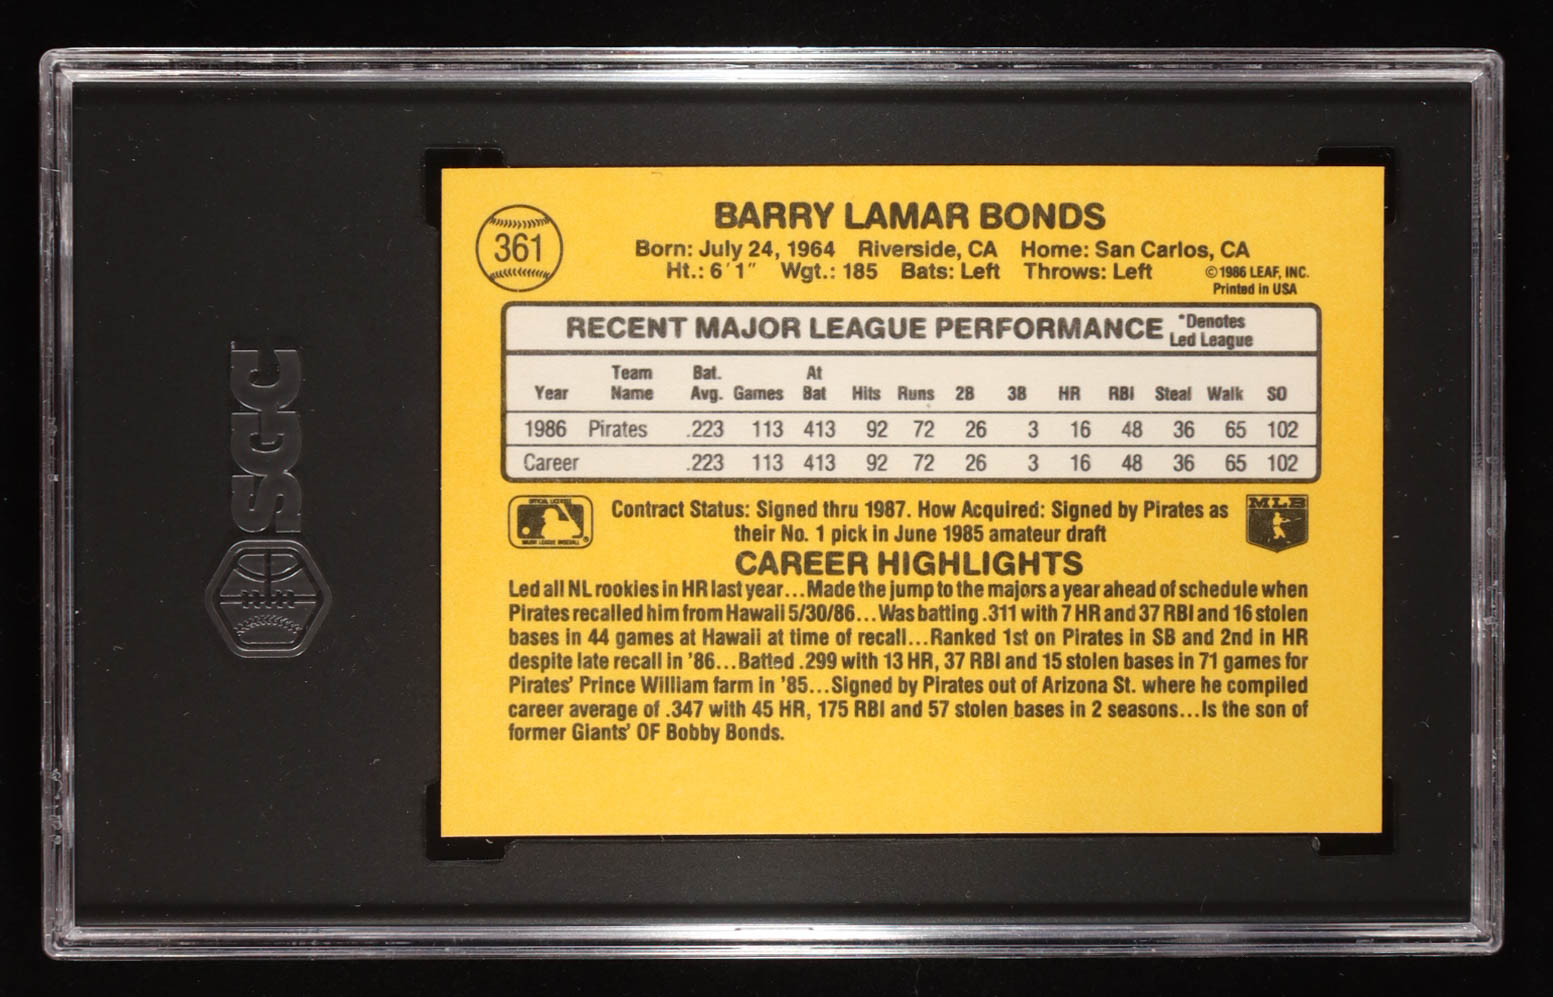 SGC
361
BARRY LAMAR BONDS
Born: July 24, 1964 Riverside, CA Home: San Carlos, CA
Ht.: 6'1" Wgt.: 185 Bats: Left Throws: Left
©1986 LEAF, INC.
Printed in USA
RECENT MAJOR LEAGUE PERFORMANCE *Denotes Led League
Year Team Name Bat. Avg. Games At Bat Hits Runs 2B 3B HR RBI Steal Walk SO
1986 Pirates .223 113 413 92 72 26 3 16 48 36 65 102
Career .223 113 413 92 72 26 3 16 48 36 65 102
OFFICIAL LICENSEE
MAJOR LEAGUE BASEBALL
®
Contract Status: Signed thru 1987. How Acquired: Signed by Pirates as
their No. 1 pick in June 1985 amateur draft
MLB
CAREER HIGHLIGHTS
Led all NL rookies in HR last year...Made the jump to the majors a year ahead of schedule when
Pirates recalled him from Hawaii 5/30/86...Was batting .311 with 7 HR and 37 RBI and 16 stolen
bases in 44 games at Hawaii at time of recall...Ranked 1st on Pirates in SB and 2nd in HR
despite late recall in '86...Batted .299 with 13 HR, 37 RBI and 15 stolen bases in 71 games for
Pirates' Prince William farm in '85...Signed by Pirates out of Arizona St. where he compiled
career average of .347 with 45 HR, 175 RBI and 57 stolen bases in 2 seasons...Is the son of
former Giants' OF Bobby Bonds.